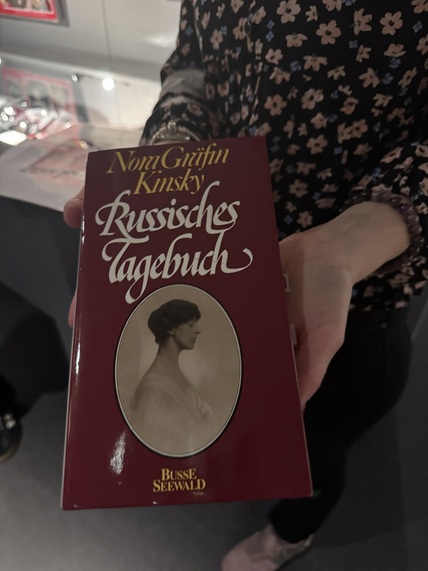 Nora Gräfin
Kinsky
Russisches
Tagebuch
BUSSE
SEEWALD